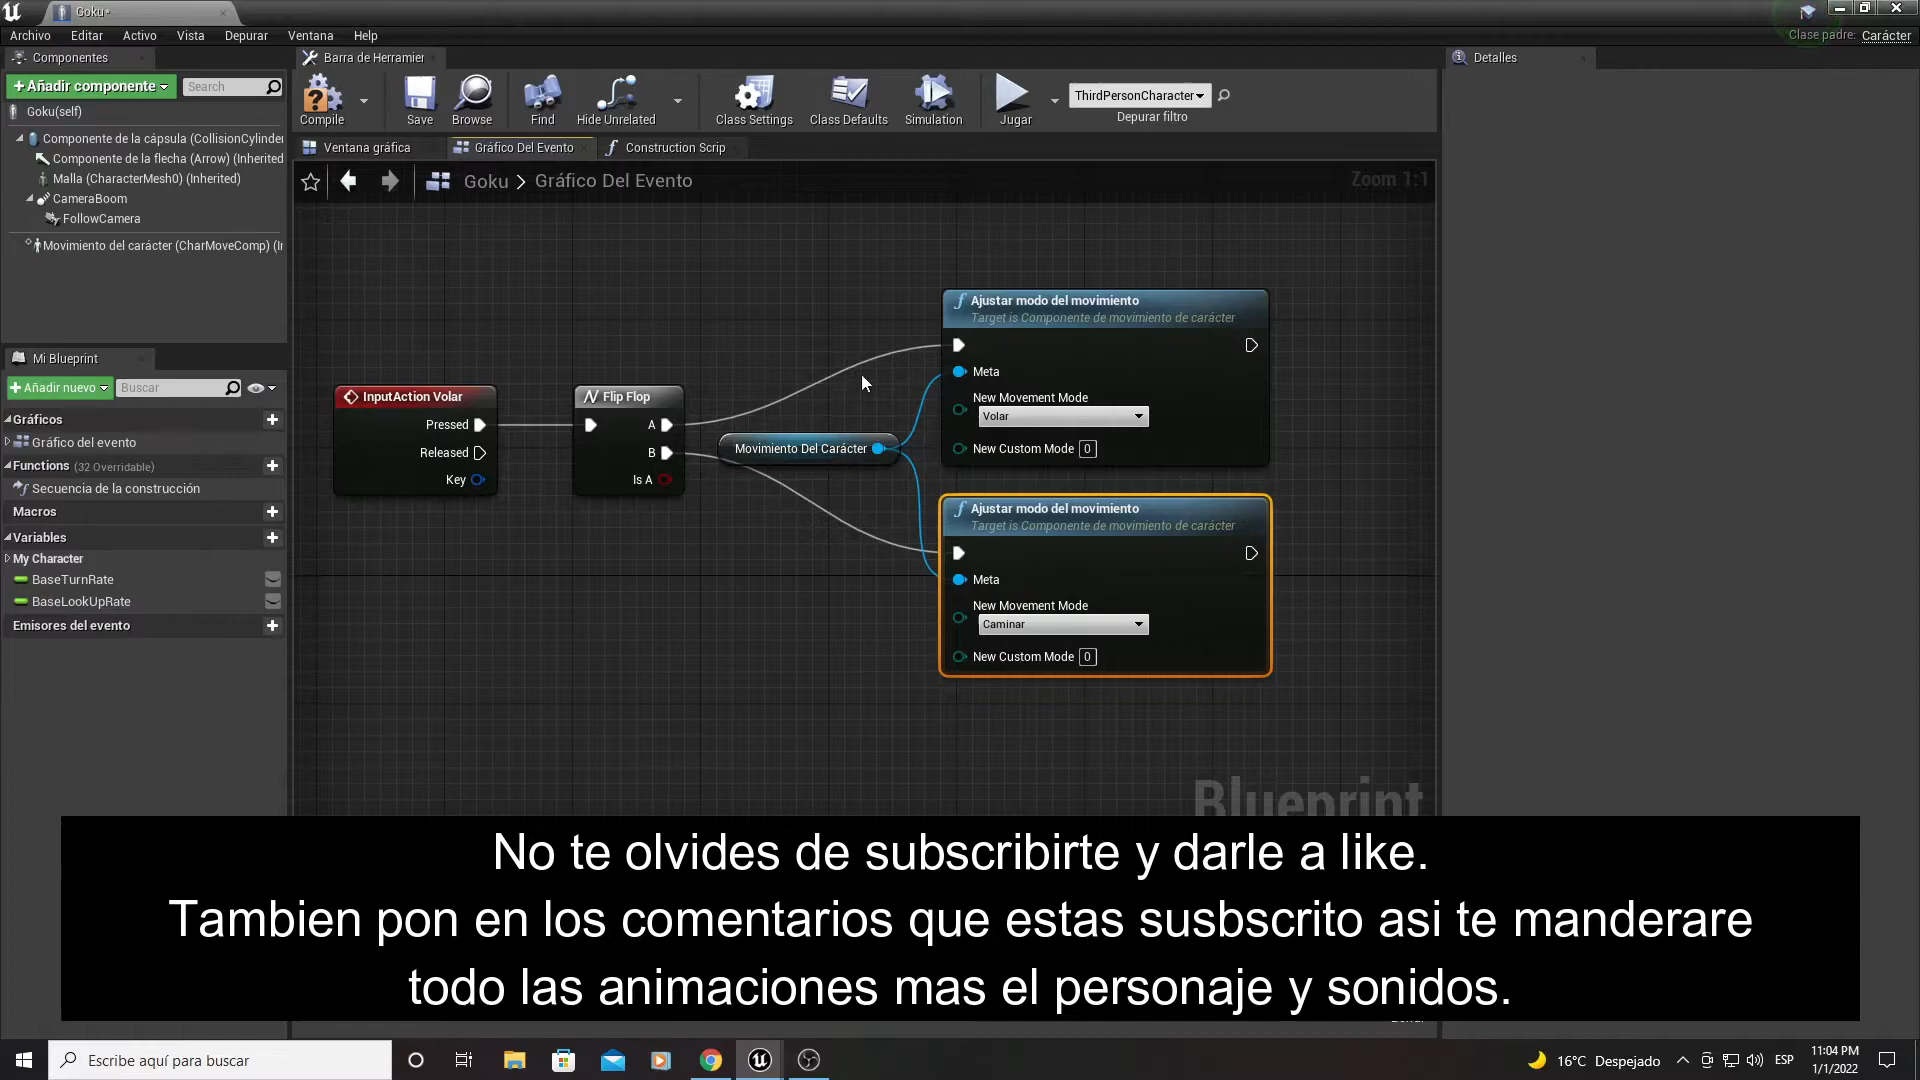 Goku*
Archivo Editar Activo Vista Depurar Ventana Help
Clase padre: Carácter
Componentes
Barra de Herramier
Detalles
Añadir componente
Search
Goku(self)
Componente de la cápsula (CollisionCylinder
Componente de la flecha (Arrow) (Inherited
Malla (CharacterMesh0) (Inherited)
CameraBoom
FollowCamera
Movimiento del carácter (CharMoveComp) (I
Compile
Save
Browse
Find
Hide Unrelated
Class Settings
Class Defaults
Simulation
Jugar
ThirdPersonCharacter
Depurar filtro
Ventana gráfica
Gráfico Del Evento
Construction Scrip
Goku > Gráfico Del Evento
Zoom 1:1
Mi Blueprint
Añadir nuevo
Buscar
Gráficos
Gráfico del evento
Functions (32 Overridable)
Secuencia de la construcción
Macros
Variables
My Character
BaseTurnRate
BaseLookUpRate
Emisores del evento
InputAction Volar
Pressed
Released
Key
Flip Flop
A
B
Is A
Movimiento Del Carácter
Ajustar modo del movimiento
Target is Componente de movimiento de carácter
Meta
New Movement Mode
Volar
New Custom Mode 0
Ajustar modo del movimiento
Target is Componente de movimiento de carácter
Meta
New Movement Mode
Caminar
New Custom Mode 0
Blueprint
No te olvides de subscribirte y darle a like.
Tambien pon en los comentarios que estas susbscrito asi te manderare
todo las animaciones mas el personaje y sonidos.
Escribe aquí para buscar
16°C Despejado
ESP
11:04 PM
1/1/2022